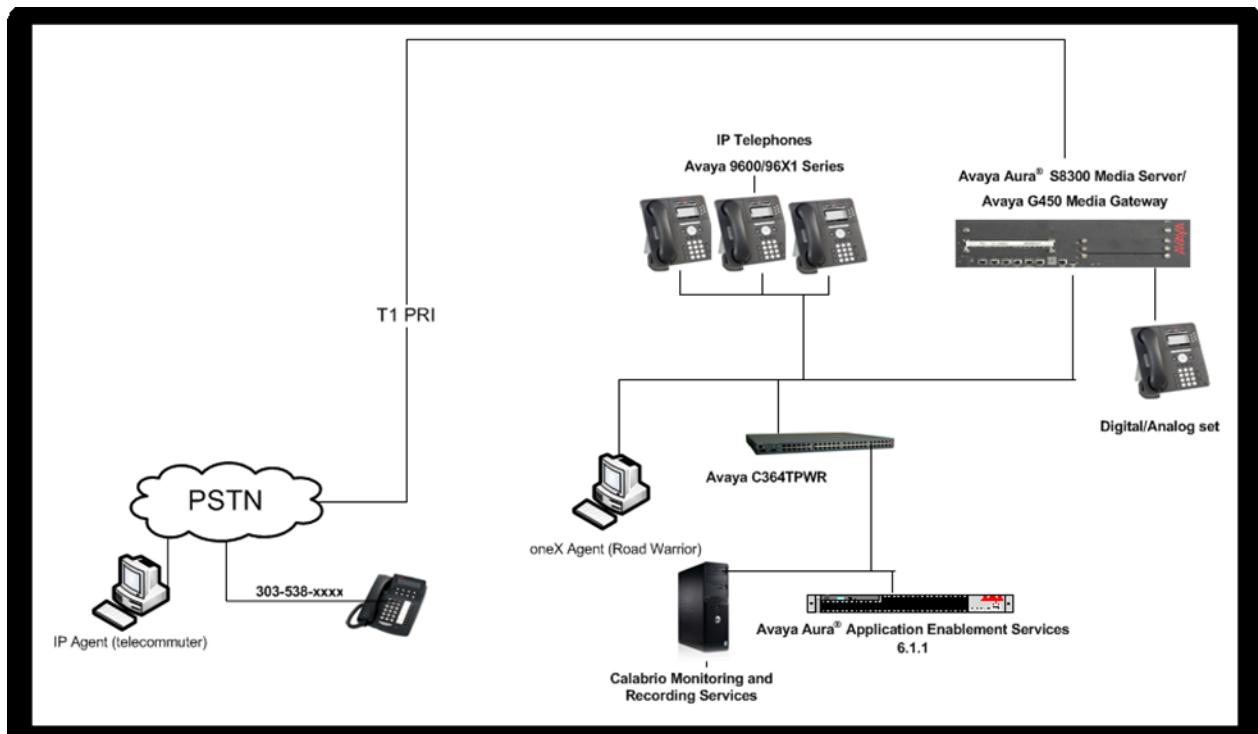 IP Telephones
Avaya 9600/96X1 Series
Avaya Aura® S8300 Media Server/
Avaya G450 Media Gateway
AVAYA
T1 PRI
Digital/Analog set
Avaya C364TPWR
PSTN
oneX Agent (Road Warrior)
303-538-xxxx
IP Agent (telecommuter)
Avaya Aura® Application Enablement Services
6.1.1
Calabrio Monitoring and
Recording Services